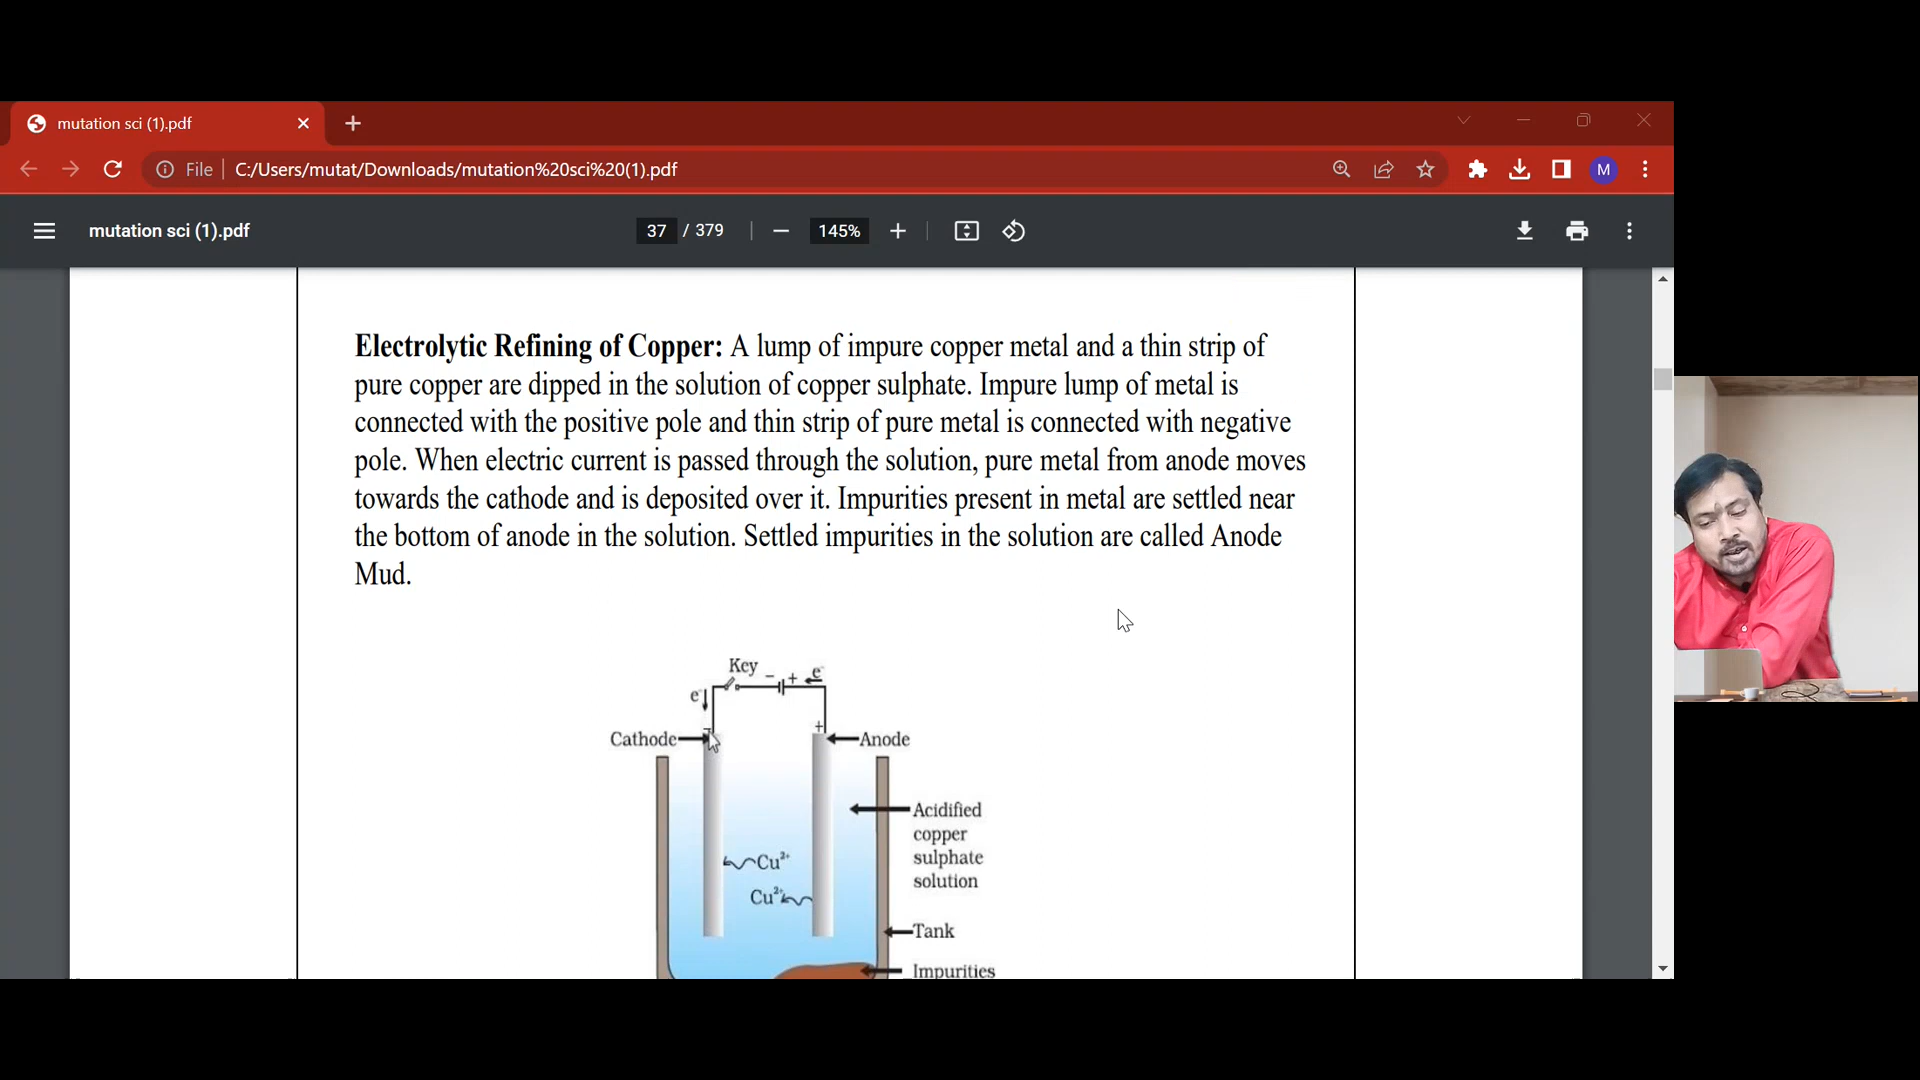 mutation sci (1).pdf
File C:/Users/mutat/Downloads/mutation%20sci%20(1).pdf
M
mutation sci (1).pdf
37 / 379
145%
Electrolytic Refining of Copper: A lump of impure copper metal and a thin strip of
pure copper are dipped in the solution of copper sulphate. Impure lump of metal is
connected with the positive pole and thin strip of pure metal is connected with negative
pole. When electric current is passed through the solution, pure metal from anode moves
towards the cathode and is deposited over it. Impurities present in metal are settled near
the bottom of anode in the solution. Settled impurities in the solution are called Anode
Mud.
Key
− + e⁻
e⁻
− +
Cathode
Anode
Acidified
copper
sulphate
solution
Cu²⁺
Cu²⁺
Tank
Impurities